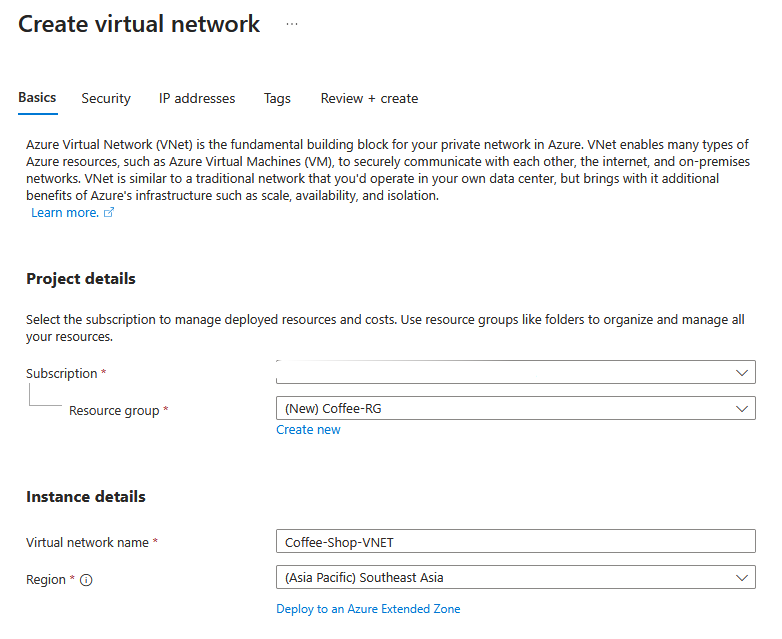 Create virtual network ...
Basics Security IP addresses Tags Review + create
Azure Virtual Network (VNet) is the fundamental building block for your private network in Azure. VNet enables many types of
Azure resources, such as Azure Virtual Machines (VM), to securely communicate with each other, the internet, and on-premises
networks. VNet is similar to a traditional network that you'd operate in your own data center, but brings with it additional
benefits of Azure's infrastructure such as scale, availability, and isolation.
Learn more.
Project details
Select the subscription to manage deployed resources and costs. Use resource groups like folders to organize and manage all
your resources.
Subscription *
Resource group * (New) Coffee-RG
Create new
Instance details
Virtual network name * Coffee-Shop-VNET
Region * (Asia Pacific) Southeast Asia
Deploy to an Azure Extended Zone